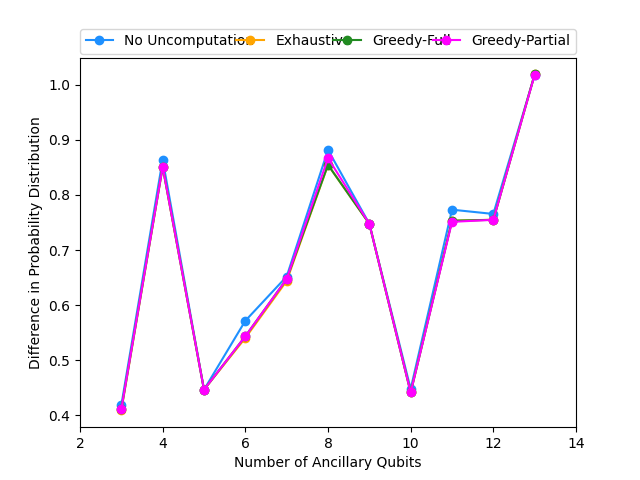 No Uncomputation Exhaustive Greedy-Full Greedy-Partial
1.0
0.9
0.8
0.7
0.6
0.5
0.4
Difference in Probability Distribution
2 4 6 8 10 12 14
Number of Ancillary Qubits